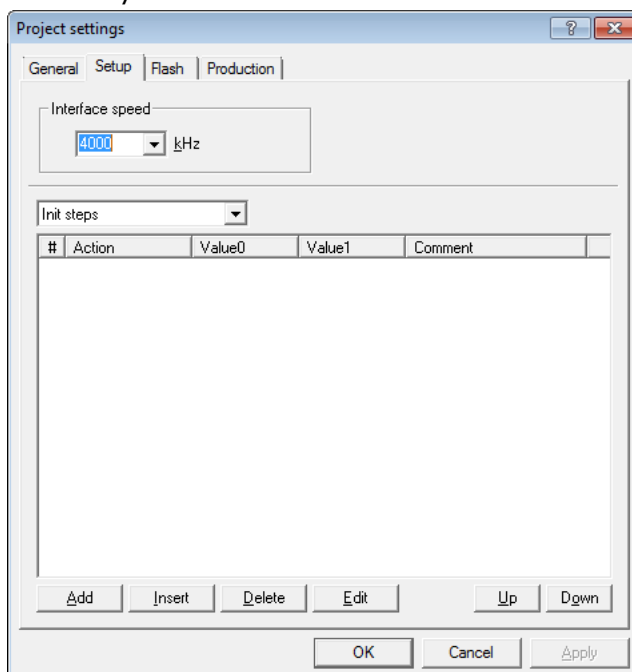 Project settings
General Setup Flash Production
Interface speed
4000 kHz
Init steps
# Action Value0 Value1 Comment
Add Insert Delete Edit Up Down
OK Cancel Apply